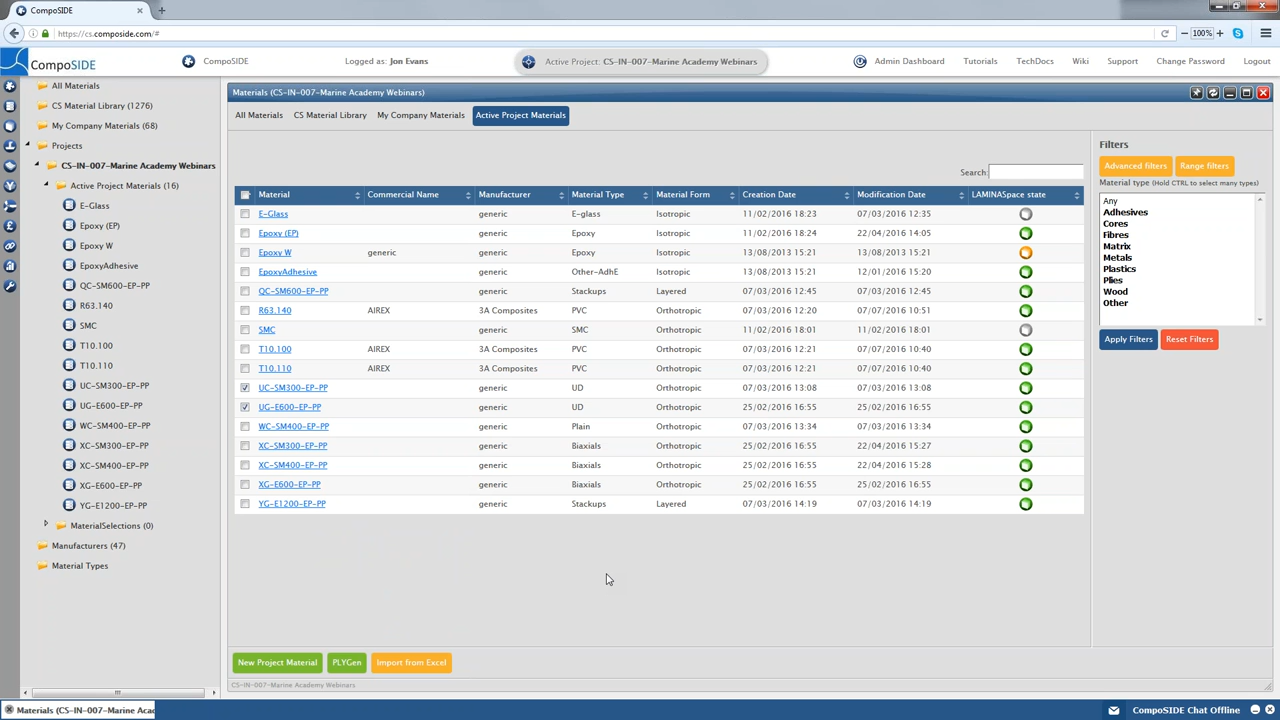 CompoSIDE
https://cs.composide.com/#
100%
CompoSIDE
CompoSIDE
Logged as: Jon Evans
Active Project: CS-IN-007-Marine Academy Webinars
Admin Dashboard
Tutorials
TechDocs
Wiki
Support
Change Password
Logout
All Materials
CS Material Library (1276)
My Company Materials (68)
Projects
CS-IN-007-Marine Academy Webinars
Active Project Materials (16)
E-Glass
Epoxy (EP)
Epoxy W
EpoxyAdhesive
QC-SM600-EP-PP
R63.140
SMC
T10.100
T10.110
UC-SM300-EP-PP
UG-E600-EP-PP
WC-SM400-EP-PP
XC-SM300-EP-PP
XC-SM400-EP-PP
XG-E600-EP-PP
YG-E1200-EP-PP
MaterialSelections (0)
Manufacturers (47)
Material Types
Materials (CS-IN-007-Marine Academy Webinars)
All Materials CS Material Library My Company Materials Active Project Materials
Search:
Material Commercial Name Manufacturer Material Type Material Form Creation Date Modification Date LAMINASpace state
E-Glass generic E-glass Isotropic 11/02/2016 18:23 07/03/2016 12:35
Epoxy (EP) generic Epoxy Isotropic 11/02/2016 18:24 22/04/2016 14:05
Epoxy W generic generic Epoxy Isotropic 13/08/2013 15:21 13/08/2013 15:21
EpoxyAdhesive generic Other-AdhE Isotropic 13/08/2013 15:21 12/01/2016 15:20
QC-SM600-EP-PP generic Stackups Layered 07/03/2016 12:45 07/03/2016 12:45
R63.140 AIREX 3A Composites PVC Orthotropic 07/03/2016 12:20 07/07/2016 10:51
SMC generic SMC Orthotropic 11/02/2016 18:01 11/02/2016 18:01
T10.100 AIREX 3A Composites PVC Orthotropic 07/03/2016 12:21 07/07/2016 10:40
T10.110 AIREX 3A Composites PVC Orthotropic 07/03/2016 12:21 07/07/2016 10:40
UC-SM300-EP-PP generic UD Orthotropic 07/03/2016 13:08 07/03/2016 13:08
UG-E600-EP-PP generic UD Orthotropic 25/02/2016 16:55 25/02/2016 16:55
WC-SM400-EP-PP generic Plain Orthotropic 07/03/2016 13:34 07/03/2016 13:34
XC-SM300-EP-PP generic Biaxials Orthotropic 25/02/2016 16:55 22/04/2016 15:27
XC-SM400-EP-PP generic Biaxials Orthotropic 25/02/2016 16:55 22/04/2016 15:28
XG-E600-EP-PP generic Biaxials Orthotropic 25/02/2016 16:55 25/02/2016 16:55
YG-E1200-EP-PP generic Stackups Layered 07/03/2016 14:19 07/03/2016 14:19
Filters
Advanced filters Range filters
Material type (Hold CTRL to select many types)
Any
Adhesives
Cores
Fibres
Matrix
Metals
Plastics
Plies
Wood
Other
Apply Filters Reset Filters
New Project Material PLYGen Import from Excel
CS-IN-007-Marine Academy Webinars
Materials (CS-IN-007-Marine Aca
CompoSIDE Chat Offline